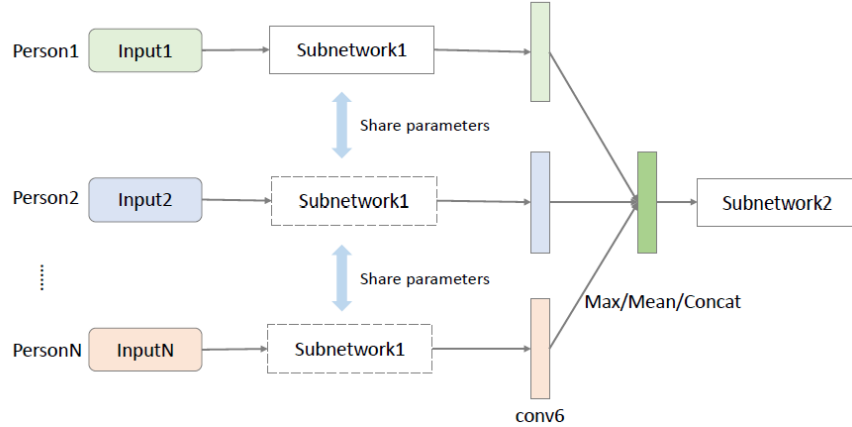 Person1
Input1
Subnetwork1
Share parameters
Person2
Input2
Subnetwork1
Subnetwork2
Share parameters
Max/Mean/Concat
PersonN
InputN
Subnetwork1
conv6